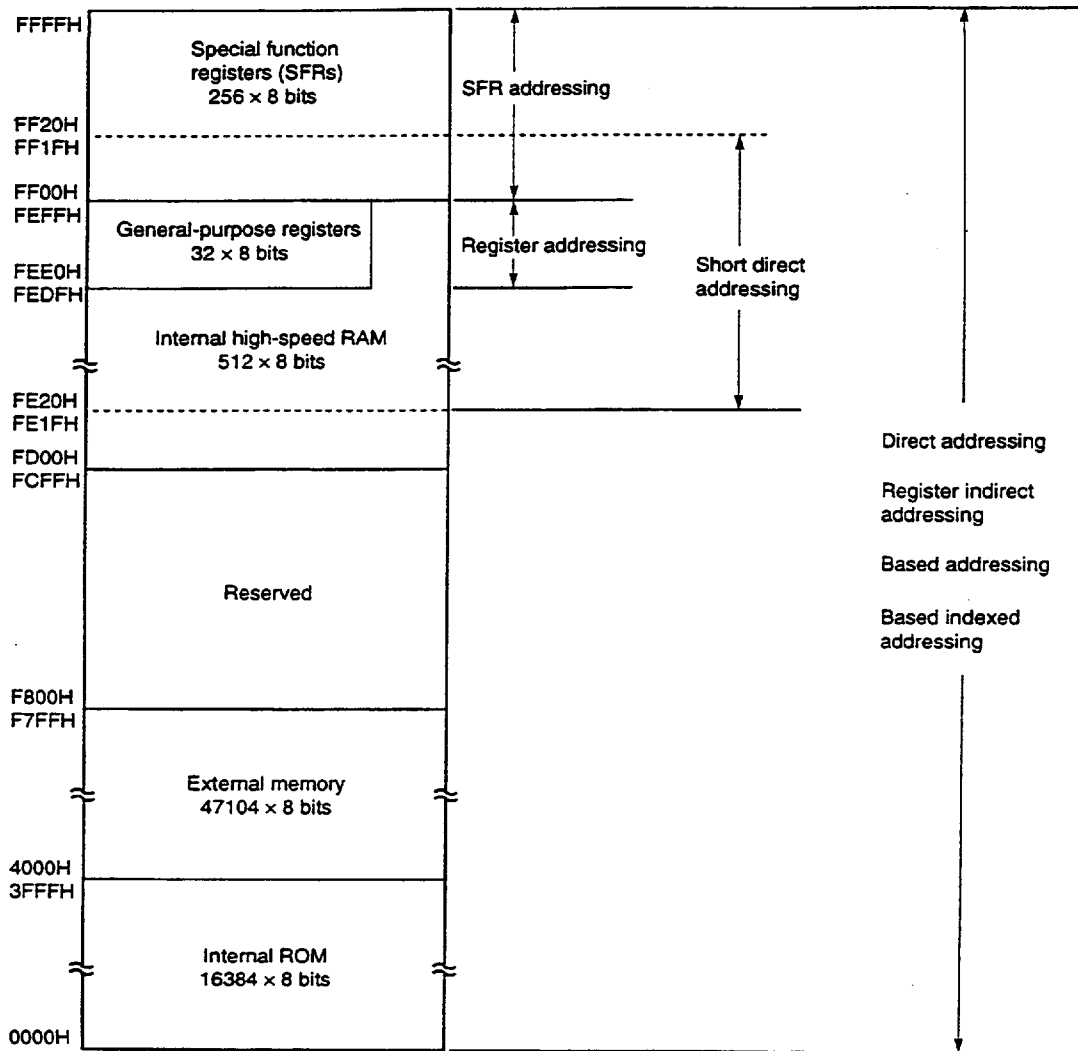 FFFFH
Special function
registers (SFRs)
256 × 8 bits
SFR addressing
FF20H
FF1FH
FF00H
FEFFH
General-purpose registers
32 × 8 bits
Register addressing
Short direct
addressing
FEE0H
FEDFH
Internal high-speed RAM
512 × 8 bits
FE20H
FE1FH
FD00H
FCFFH
Direct addressing
Register indirect
addressing
Based addressing
Based indexed
addressing
Reserved
F800H
F7FFH
External memory
47104 × 8 bits
4000H
3FFFH
Internal ROM
16384 × 8 bits
0000H